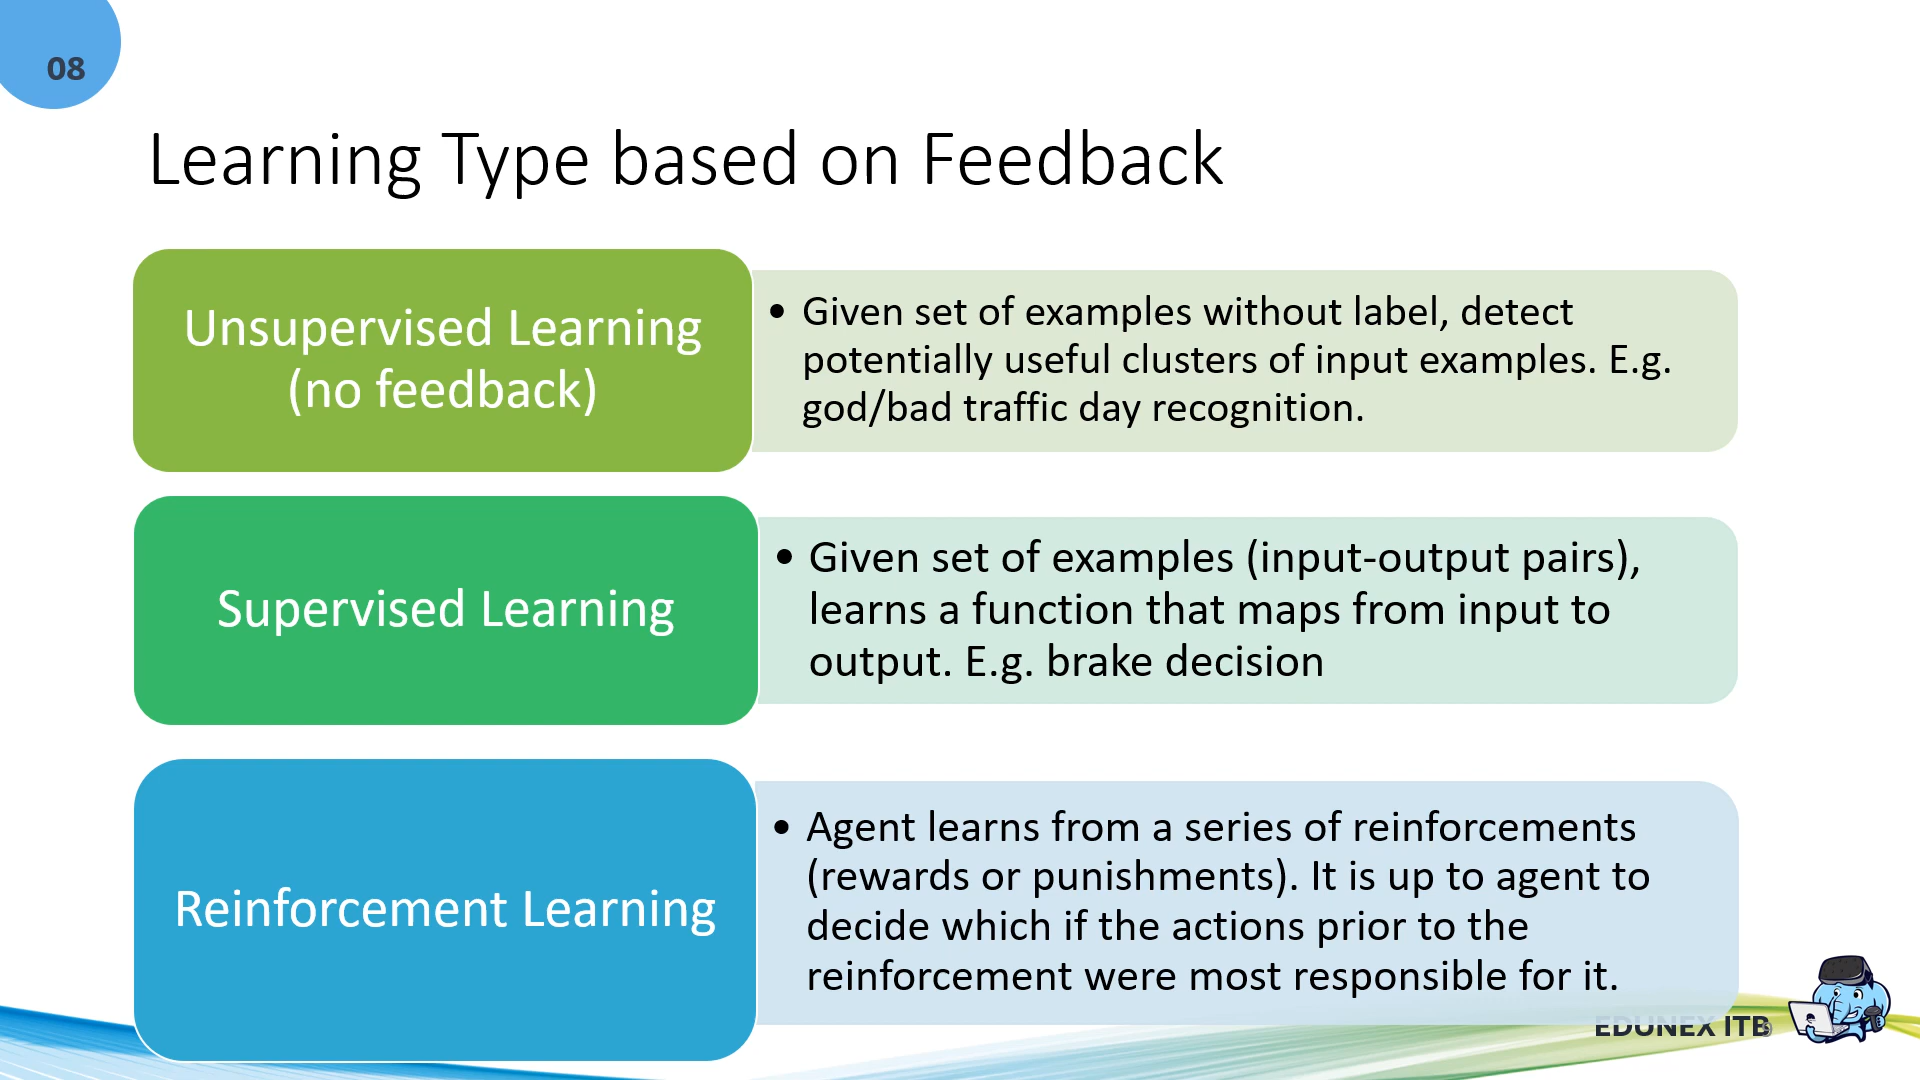 08
Learning Type based on Feedback
Unsupervised Learning
(no feedback)
• Given set of examples without label, detect
potentially useful clusters of input examples. E.g.
god/bad traffic day recognition.
Supervised Learning
• Given set of examples (input-output pairs),
learns a function that maps from input to
output. E.g. brake decision
Reinforcement Learning
• Agent learns from a series of reinforcements
(rewards or punishments). It is up to agent to
decide which if the actions prior to the
reinforcement were most responsible for it.
EDUNEX ITB